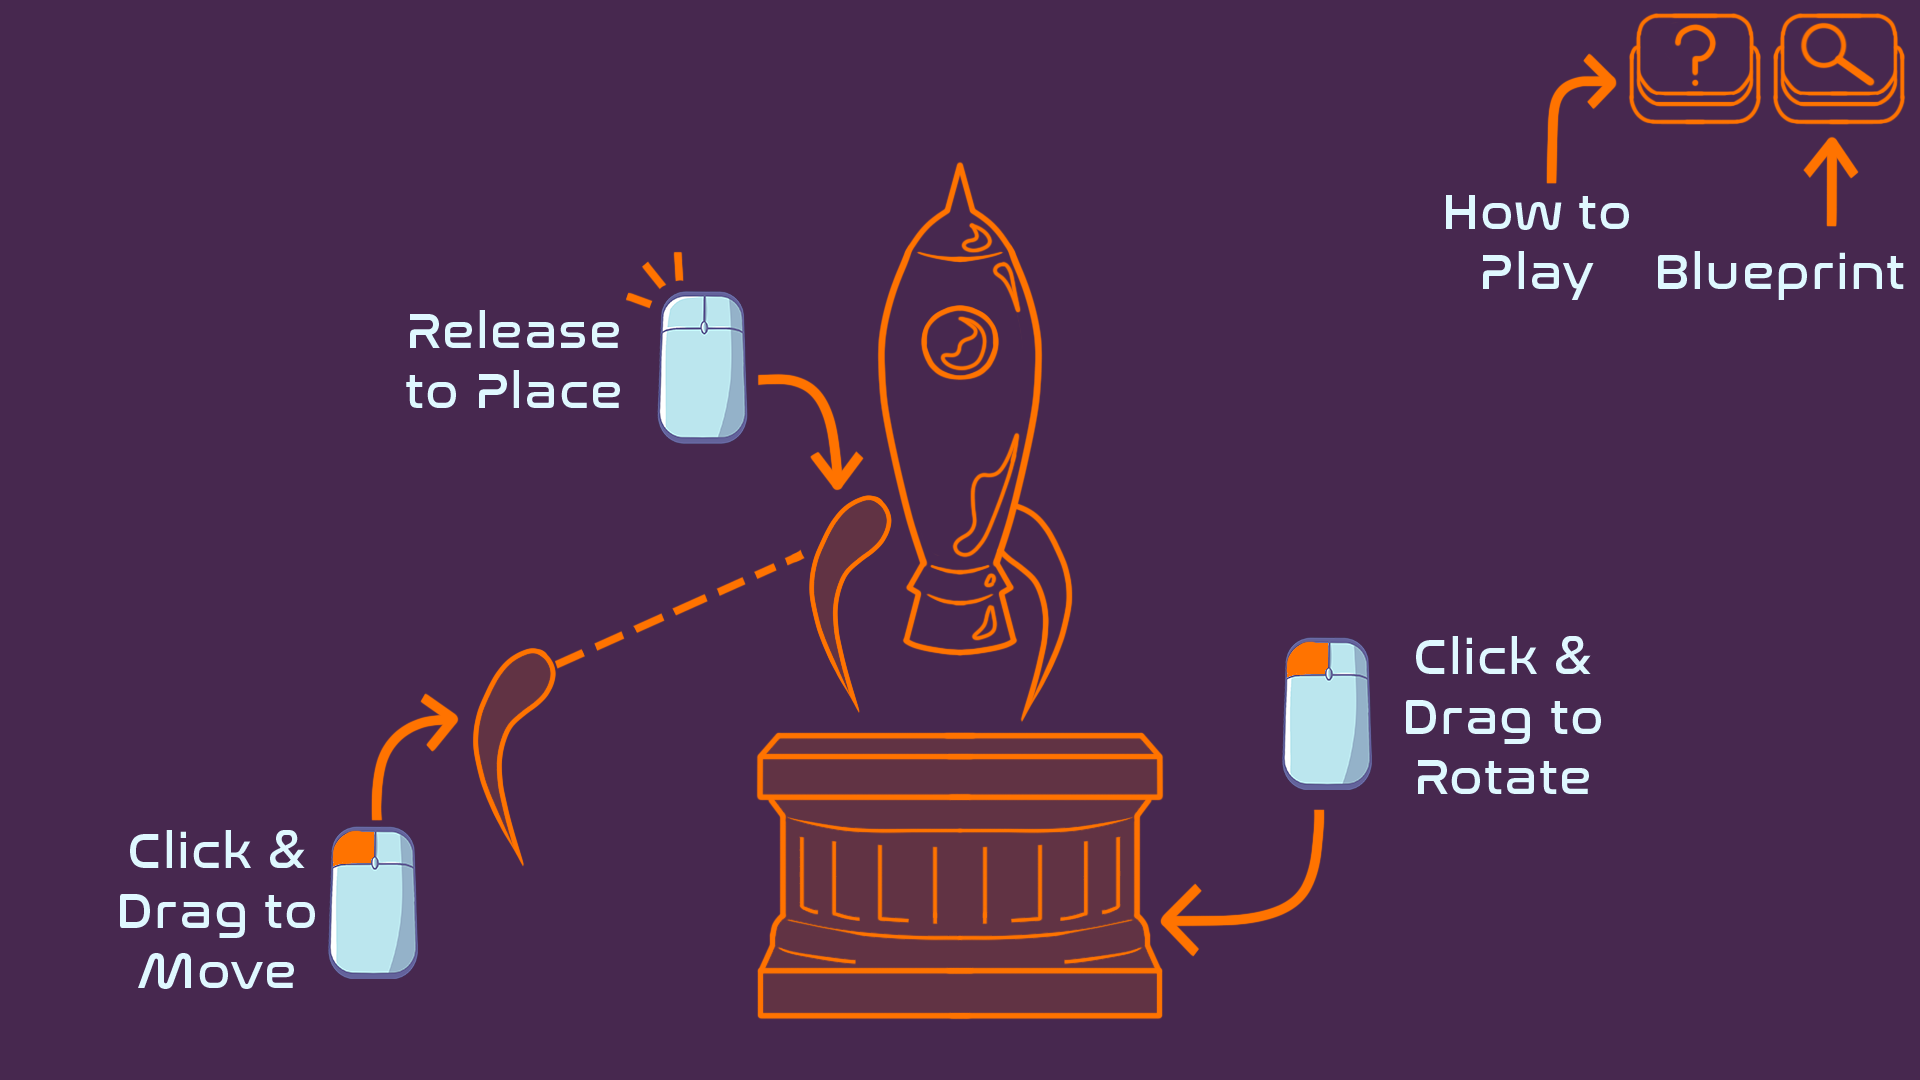 How to
Play
Blueprint
Release
to Place
Click &
Drag to
Rotate
Click &
Drag to
Move